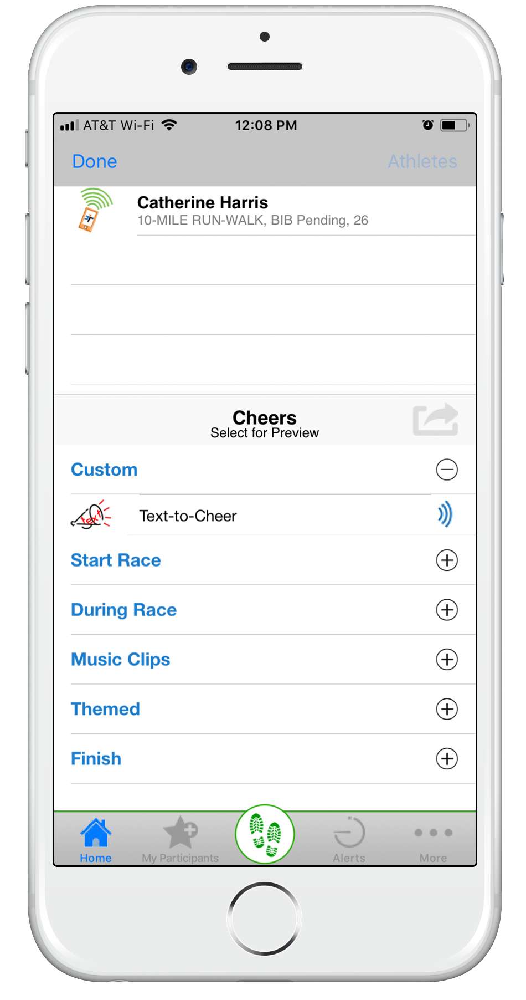 AT&T Wi-Fi 12:08 PM
Done Athletes
Catherine Harris
10-MILE RUN-WALK, BIB Pending, 26
Cheers
Select for Preview
Custom
text
Text-to-Cheer
Start Race
During Race
Music Clips
Themed
Finish
Home My Participants Alerts More